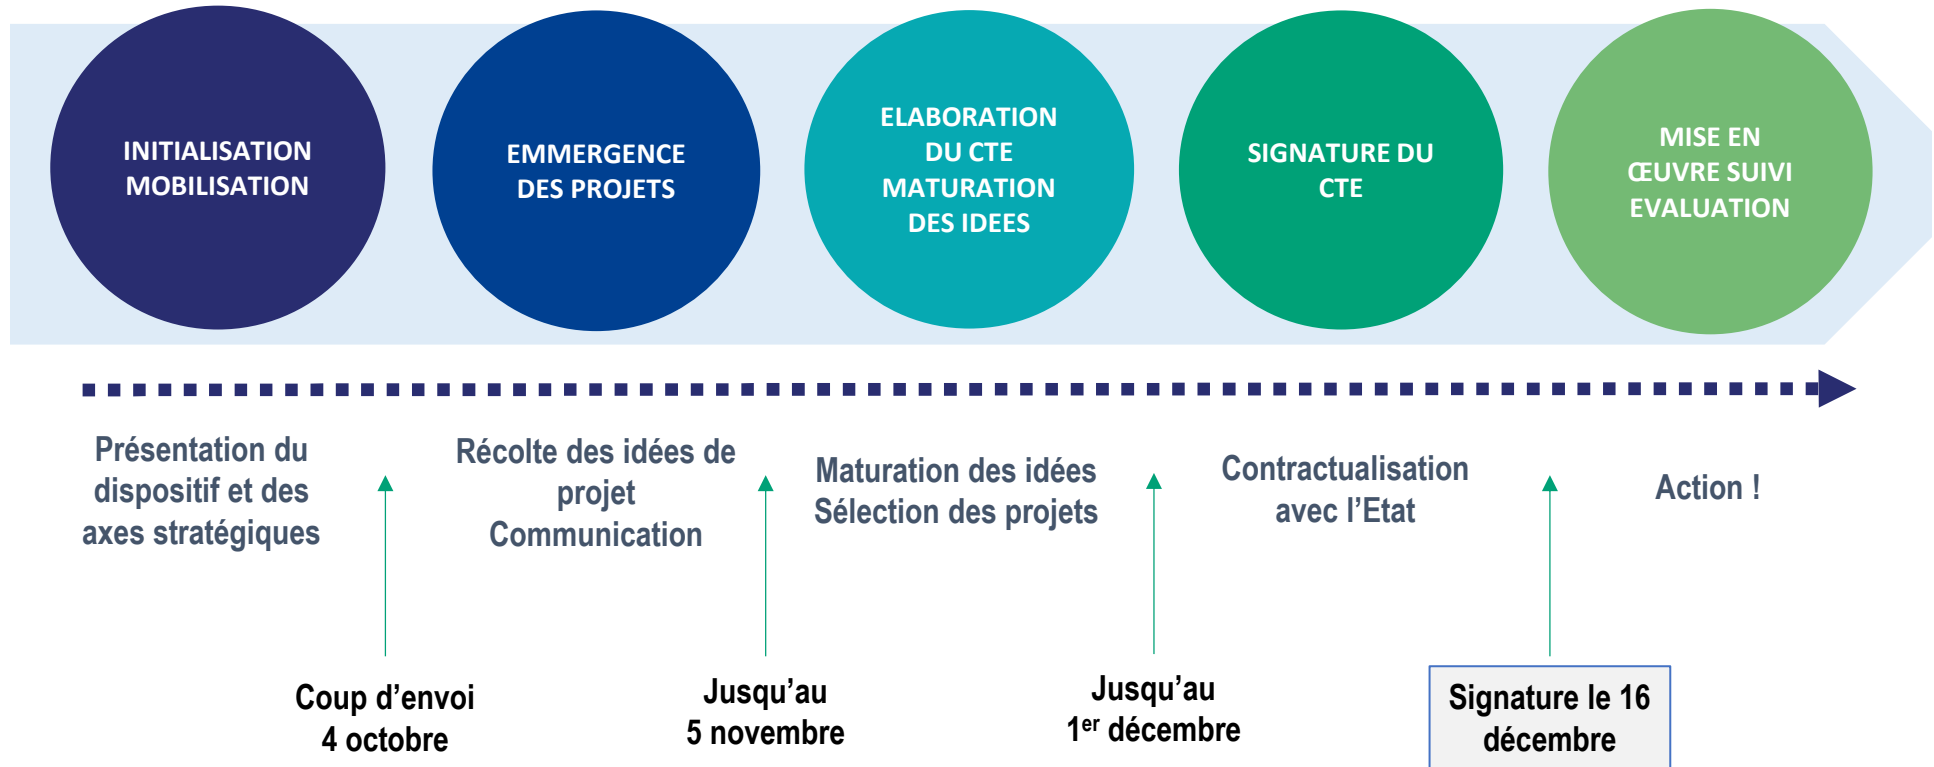 INITIALISATION
MOBILISATION
EMMERGENCE
DES PROJETS
ELABORATION
DU CTE
MATURATION
DES IDEES
SIGNATURE DU
CTE
MISE EN
ŒUVRE SUIVI
EVALUATION
Présentation du
dispositif et des
axes stratégiques
Récolte des idées de
projet
Communication
Maturation des idées
Sélection des projets
Contractualisation
avec l’Etat
Action !
Coup d’envoi
4 octobre
Jusqu’au
5 novembre
Jusqu’au
1er décembre
Signature le 16
décembre